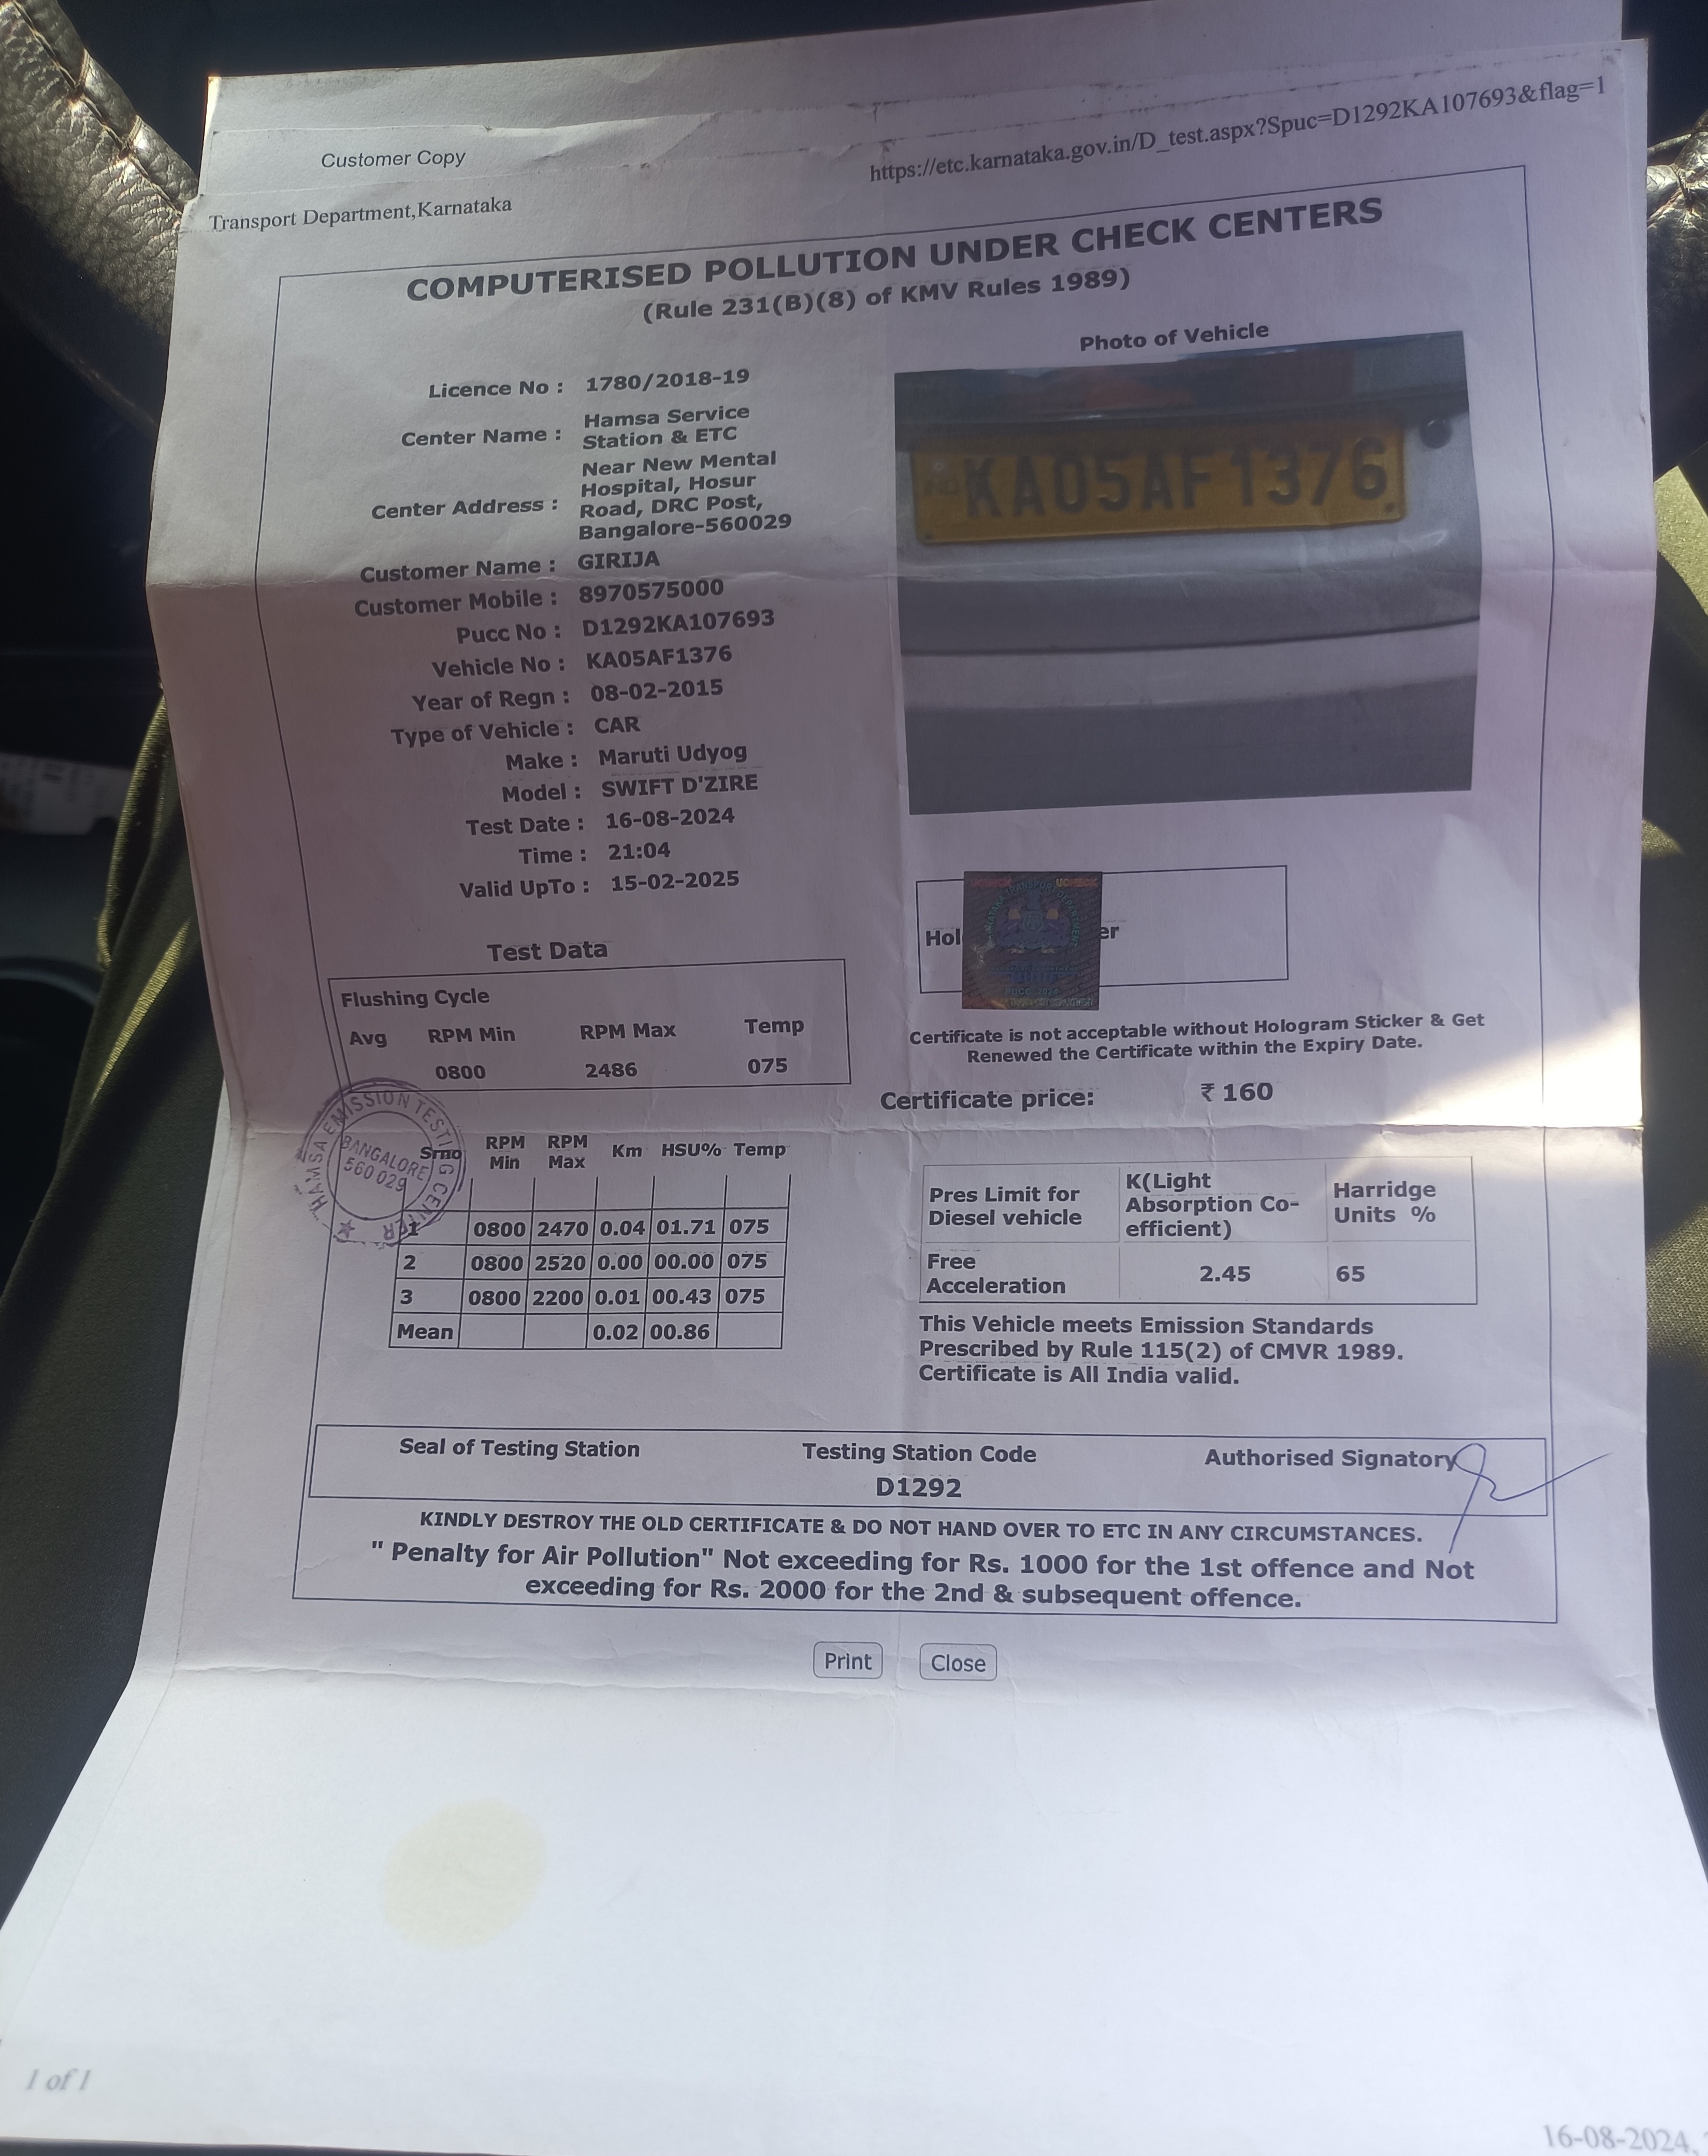 Customer Copy
https://etc.karnataka.gov.in/D_test.aspx?Spuc=D1292KA107693&flag=1
Transport Department,Karnataka
COMPUTERISED POLLUTION UNDER CHECK CENTERS
(Rule 231(B)(8) of KMV Rules 1989)
Photo of Vehicle
Licence No : 1780/2018-19
Center Name : Hamsa Service
Station & ETC
Center Address : Near New Mental
Hospital, Hosur
Road, DRC Post,
Bangalore-560029
Customer Name : GIRIJA
Customer Mobile : 8970575000
Pucc No : D1292KA107693
Vehicle No : KA05AF1376
Year of Regn : 08-02-2015
Type of Vehicle : CAR
Make : Maruti Udyog
Model : SWIFT D'ZIRE
Test Date : 16-08-2024
Time : 21:04
Valid UpTo : 15-02-2025
KA05AF1376
Hol er
Certificate is not acceptable without Hologram Sticker & Get
Renewed the Certificate within the Expiry Date.
Certificate price: ₹ 160
Test Data
Flushing Cycle
Avg RPM Min RPM Max Temp
0800 2486 075
HAMSA EMISSION TESTING CENTER
BANGALORE
560 029
Srno RPM Min RPM Max Km HSU% Temp
1 0800 2470 0.04 01.71 075
2 0800 2520 0.00 00.00 075
3 0800 2200 0.01 00.43 075
Mean 0.02 00.86
Pres Limit for
Diesel vehicle
K(Light
Absorption Co-
efficient)
Harridge
Units %
Free
Acceleration
2.45 65
This Vehicle meets Emission Standards
Prescribed by Rule 115(2) of CMVR 1989.
Certificate is All India valid.
Seal of Testing Station Testing Station Code Authorised Signatory
D1292
KINDLY DESTROY THE OLD CERTIFICATE & DO NOT HAND OVER TO ETC IN ANY CIRCUMSTANCES.
" Penalty for Air Pollution" Not exceeding for Rs. 1000 for the 1st offence and Not
exceeding for Rs. 2000 for the 2nd & subsequent offence.
Print Close
1 of 1
16-08-2024,